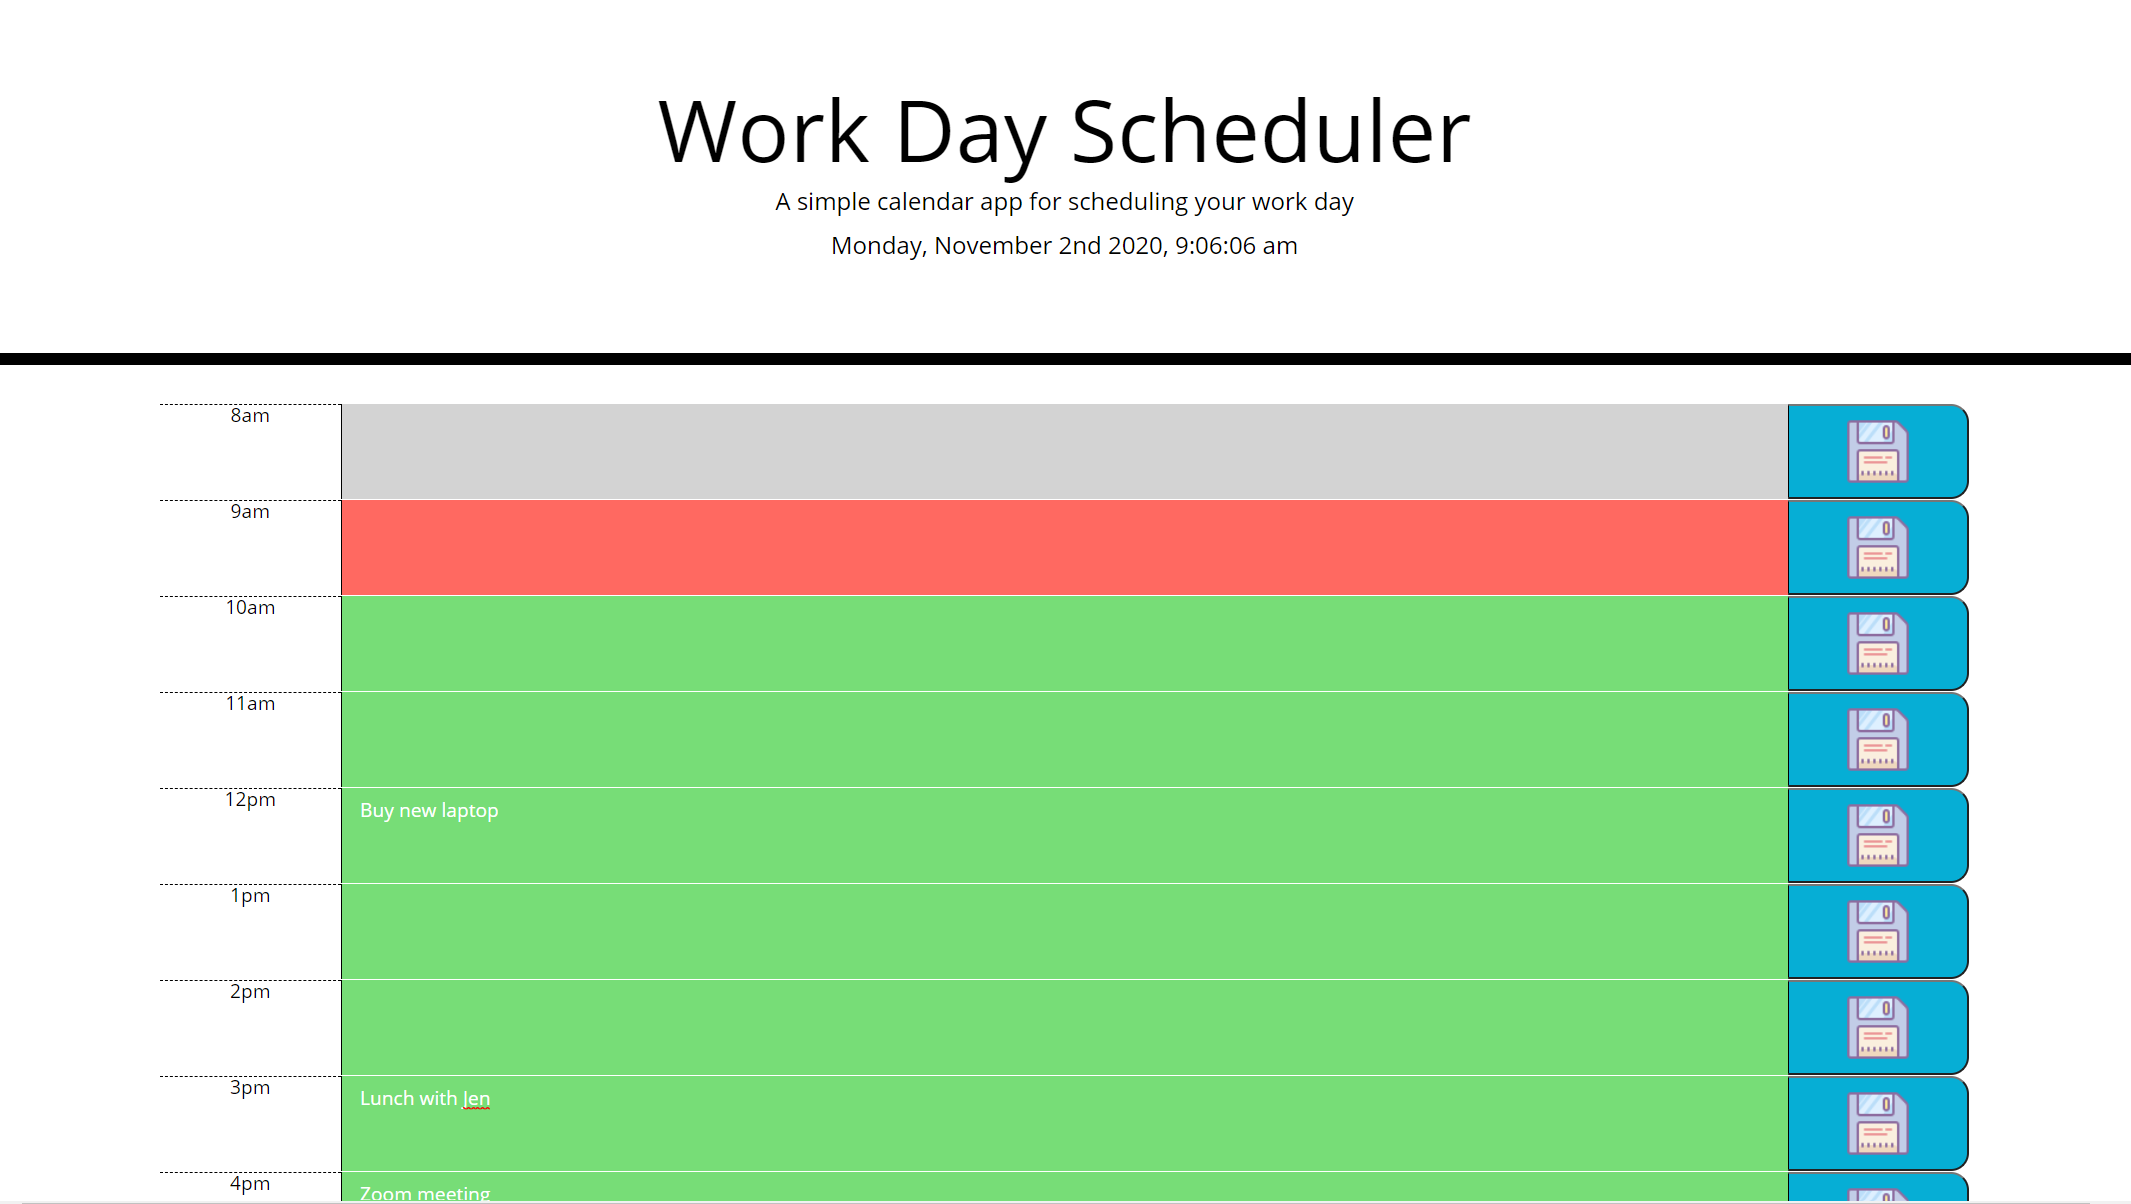 Work Day Scheduler
A simple calendar app for scheduling your work day
Monday, November 2nd 2020, 9:06:06 am
8am
9am
10am
11am
12pm Buy new laptop
1pm
2pm
3pm Lunch with Jen
4pm Zoom meeting